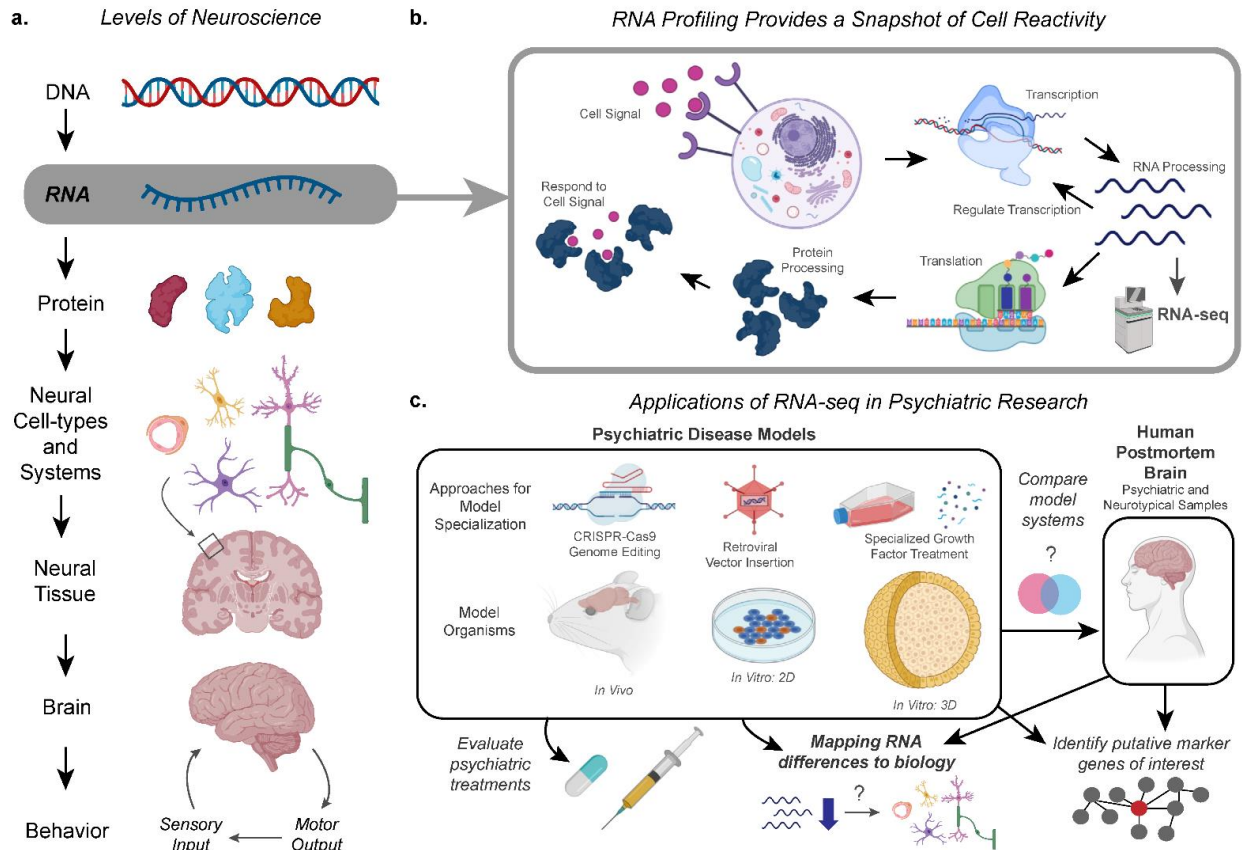 a.
Levels of Neuroscience
DNA
RNA
Protein
Neural
Cell-types
and
Systems
Neural
Tissue
Brain
Behavior
Sensory
Input
Motor
Output
b.
RNA Profiling Provides a Snapshot of Cell Reactivity
Cell Signal
Transcription
RNA Processing
Respond to
Cell Signal
Regulate Transcription
Protein
Processing
Translation
RNA-seq
c.
Applications of RNA-seq in Psychiatric Research
Psychiatric Disease Models
Approaches for
Model
Specialization
CRISPR-Cas9
Genome Editing
Retroviral
Vector Insertion
Specialized Growth
Factor Treatment
Model
Organisms
In Vivo
In Vitro: 2D
In Vitro: 3D
Compare
model
systems
?
Human
Postmortem
Brain
Psychiatric and
Neurotypical Samples
Evaluate
psychiatric
treatments
Mapping RNA
differences to biology
?
Identify putative marker
genes of interest